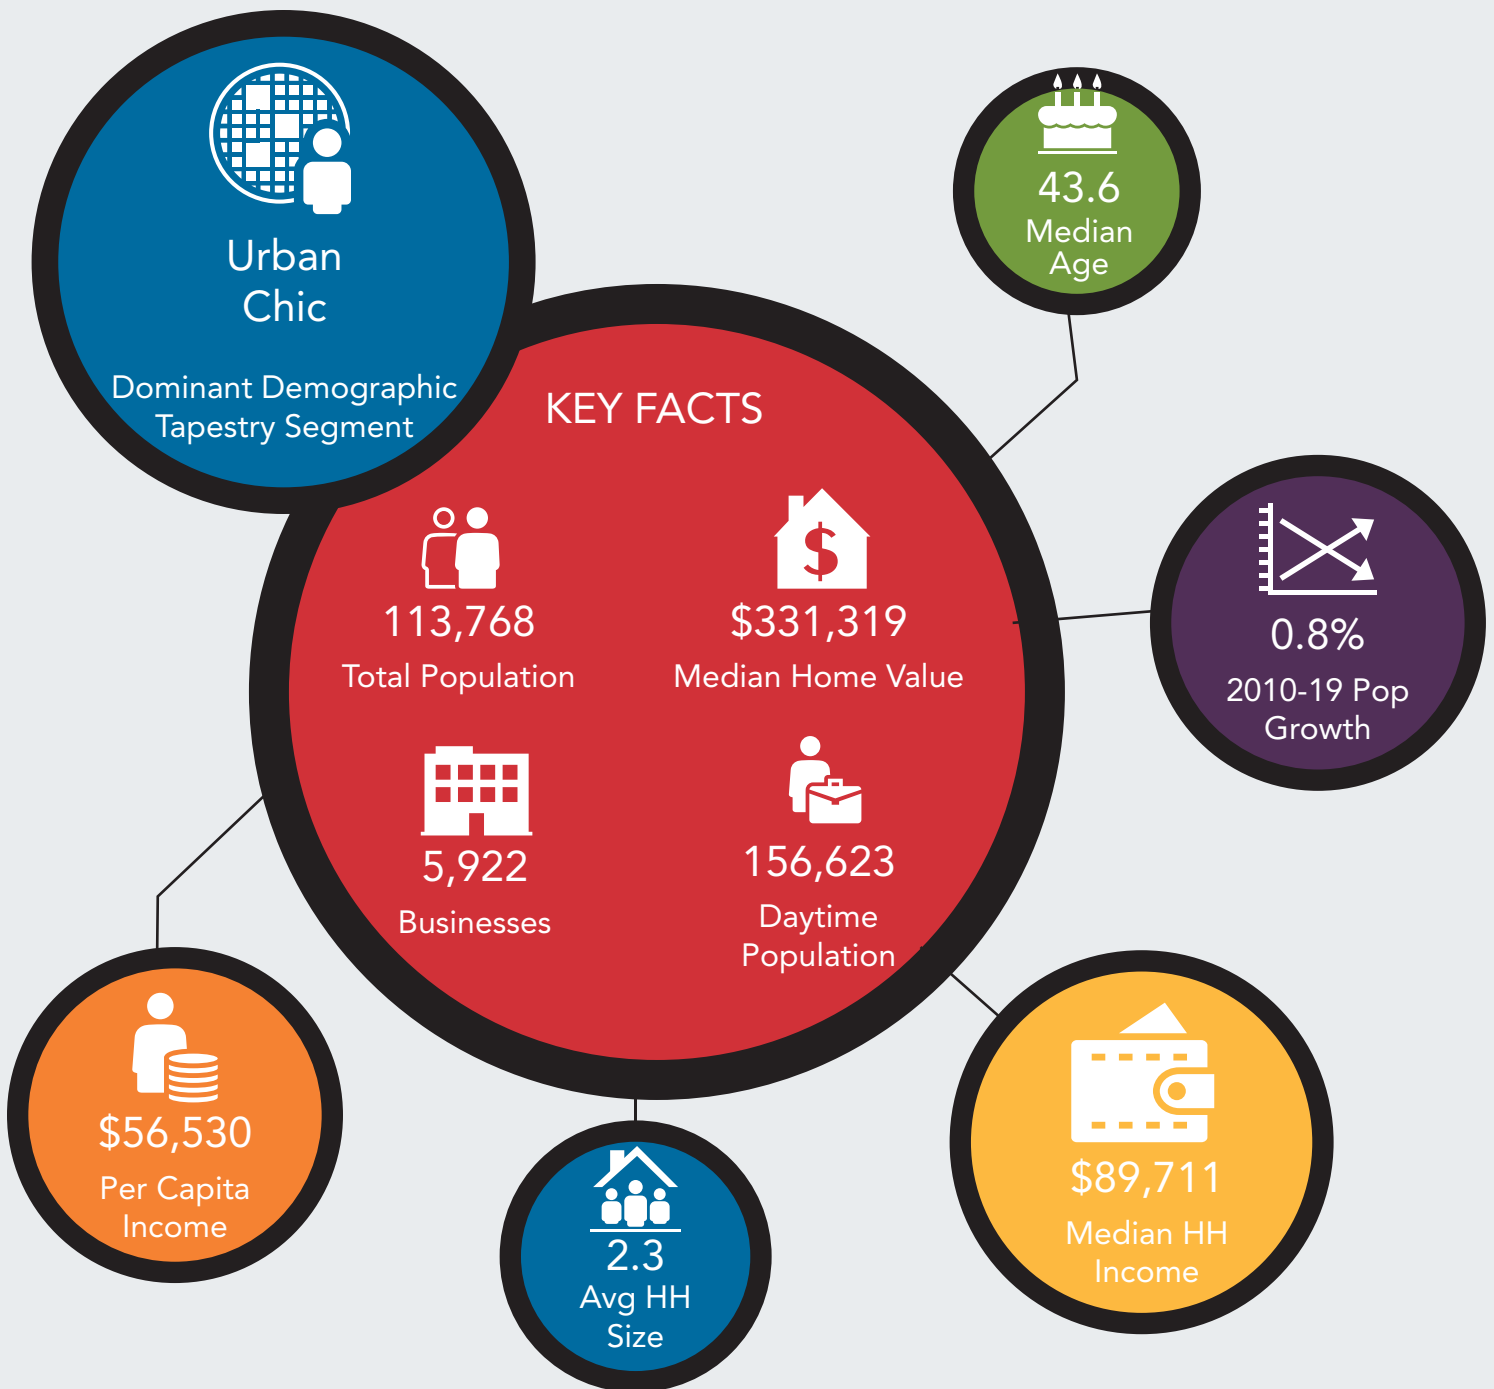 Urban
Chic
Dominant Demographic
Tapestry Segment
43.6
Median
Age
KEY FACTS
113,768
Total Population
$331,319
Median Home Value
0.8%
2010-19 Pop
Growth
5,922
Businesses
156,623
Daytime
Population
$56,530
Per Capita
Income
2.3
Avg HH
Size
$89,711
Median HH
Income